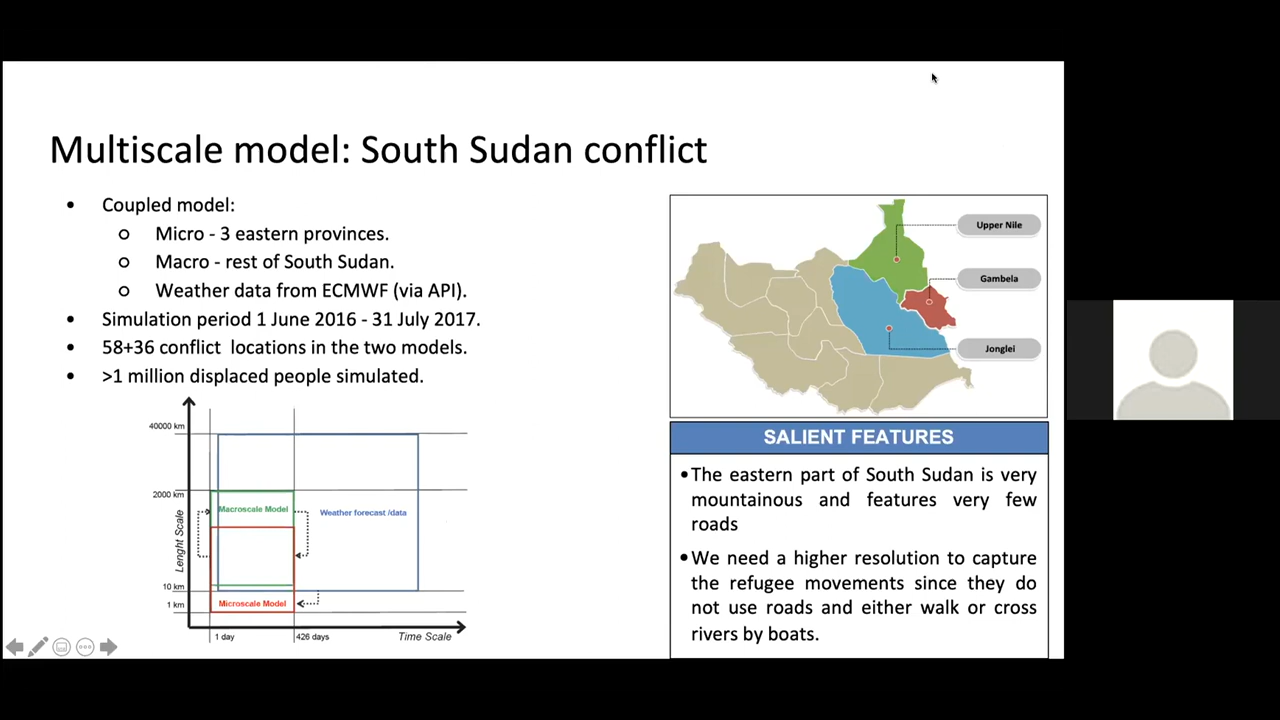 Multiscale model: South Sudan conflict
• Coupled model:
o Micro - 3 eastern provinces.
o Macro - rest of South Sudan.
o Weather data from ECMWF (via API).
• Simulation period 1 June 2016 - 31 July 2017.
• 58+36 conflict locations in the two models.
• >1 million displaced people simulated.
40000 km
2000 km
Macroscale Model
Weather forecast /data
Lenght Scale
10 km
1 km
Microscale Model
1 day
426 days
Time Scale
Upper Nile
Gambela
Jonglei
SALIENT FEATURES
•The eastern part of South Sudan is very
mountainous and features very few
roads
•We need a higher resolution to capture
the refugee movements since they do
not use roads and either walk or cross
rivers by boats.